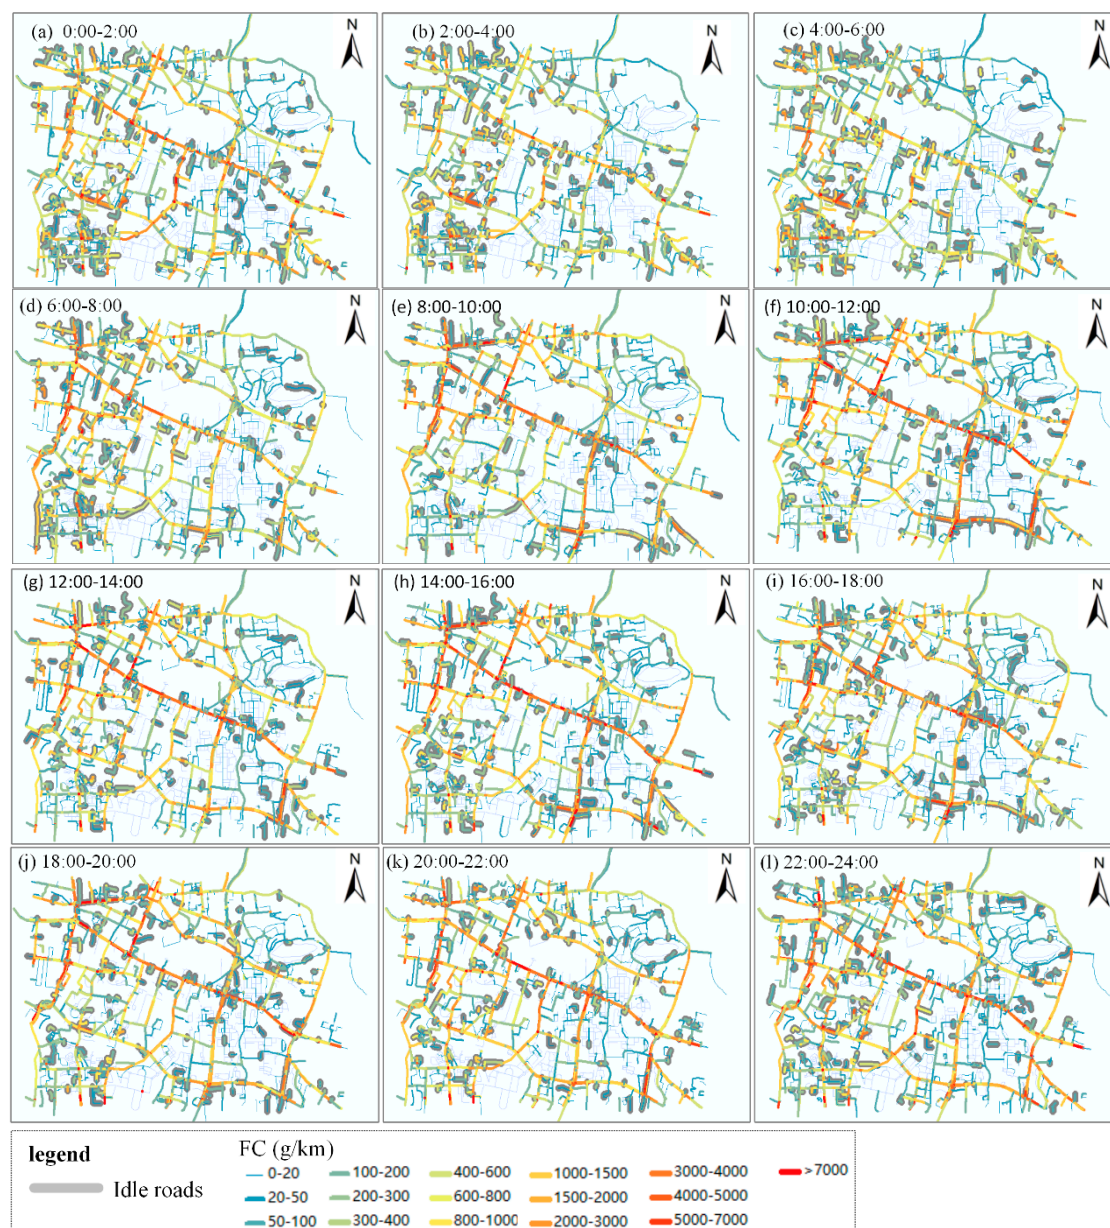 (a) 0:00-2:00
N
(b) 2:00-4:00
N
(c) 4:00-6:00
N
(d) 6:00-8:00
N
(e) 8:00-10:00
N
(f) 10:00-12:00
N
(g) 12:00-14:00
N
(h) 14:00-16:00
N
(i) 16:00-18:00
N
(j) 18:00-20:00
N
(k) 20:00-22:00
N
(l) 22:00-24:00
N
legend
Idle roads
FC (g/km)
0-20 100-200 400-600 1000-1500 3000-4000 >7000
20-50 200-300 600-800 1500-2000 4000-5000
50-100 300-400 800-1000 2000-3000 5000-7000